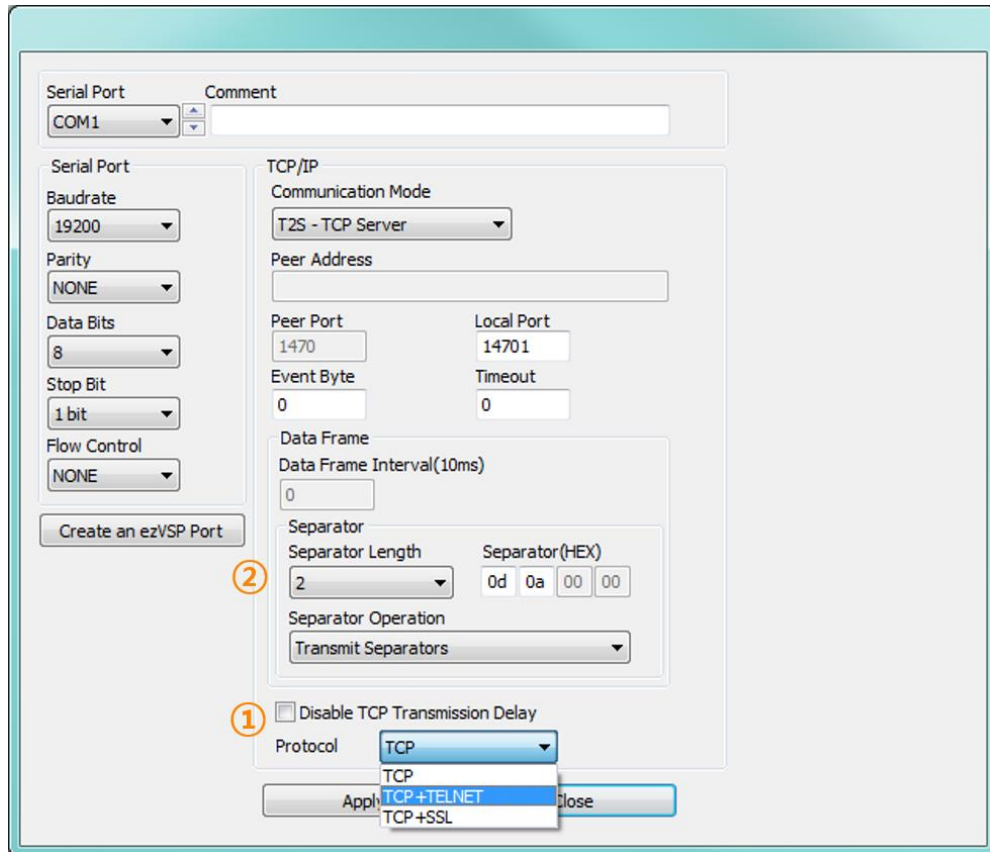 Serial Port Comment
COM1
Serial Port
Baudrate
19200
Parity
NONE
Data Bits
8
Stop Bit
1 bit
Flow Control
NONE
Create an ezVSP Port
TCP/IP
Communication Mode
T2S - TCP Server
Peer Address
Peer Port Local Port
1470 14701
Event Byte Timeout
0 0
Data Frame
Data Frame Interval(10ms)
0
Separator
Separator Length Separator(HEX)
② 2 0d 0a 00 00
Separator Operation
Transmit Separators
① Disable TCP Transmission Delay
Protocol TCP
TCP
TCP+TELNET
TCP+SSL
Apply Close